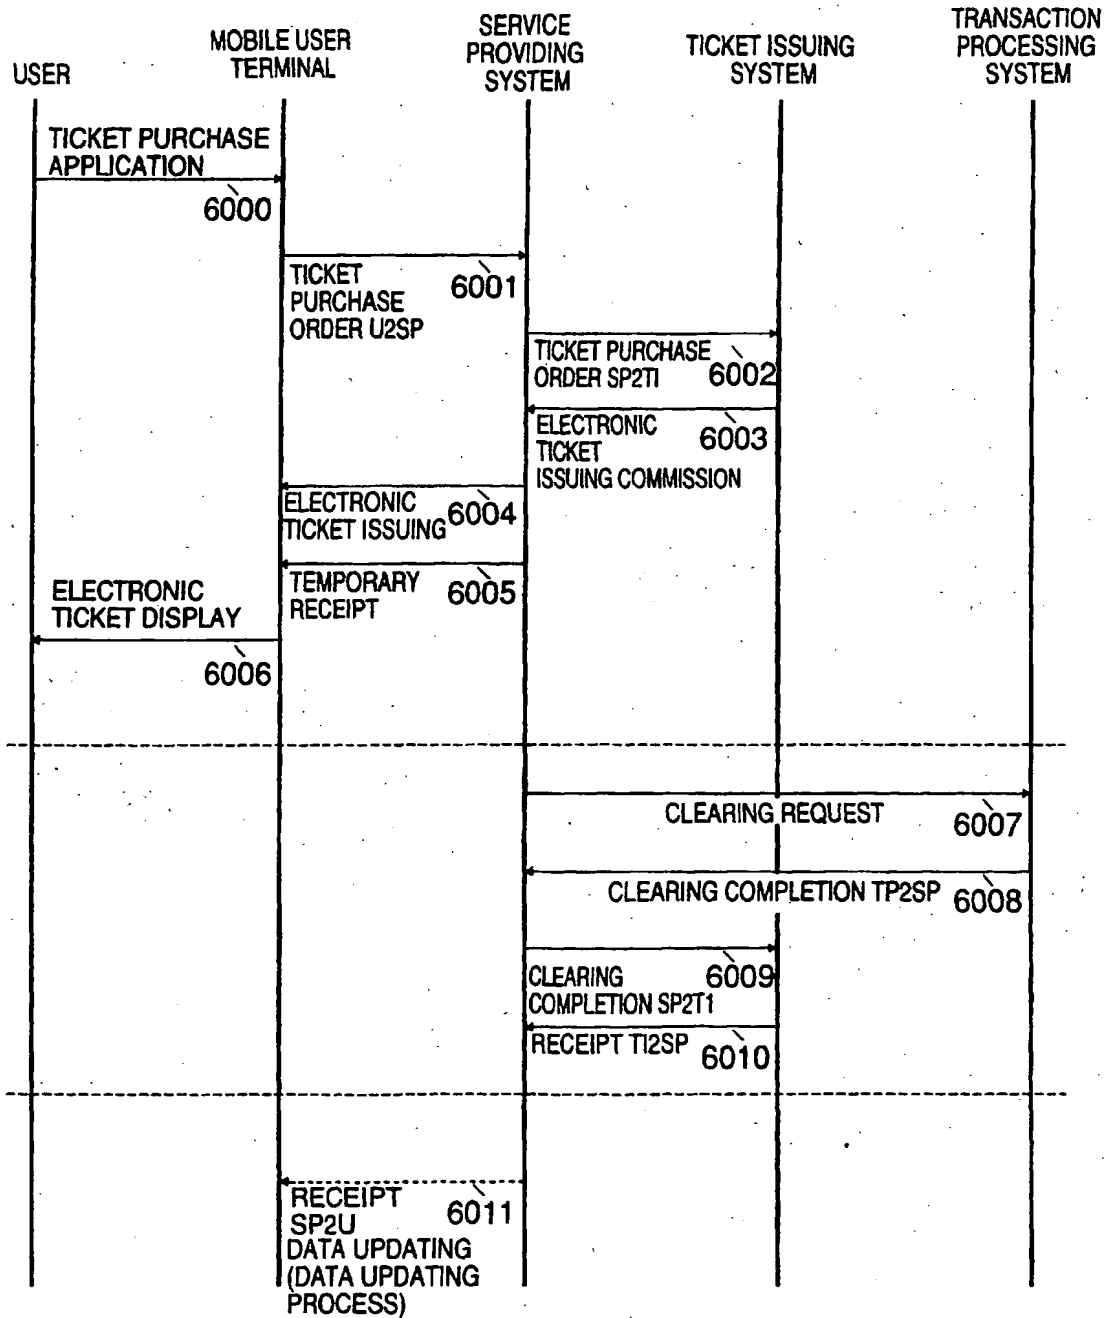 USER
MOBILE USER
TERMINAL
SERVICE
PROVIDING
SYSTEM
TICKET ISSUING
SYSTEM
TRANSACTION
PROCESSING
SYSTEM
TICKET PURCHASE
APPLICATION
6000
TICKET
PURCHASE
ORDER U2SP
6001
TICKET PURCHASE
ORDER SP2TI
6002
ELECTRONIC
TICKET
ISSUING COMMISSION
6003
ELECTRONIC
TICKET ISSUING
6004
TEMPORARY
RECEIPT
6005
ELECTRONIC
TICKET DISPLAY
6006
CLEARING REQUEST
6007
CLEARING COMPLETION TP2SP
6008
CLEARING
COMPLETION SP2T1
6009
RECEIPT TI2SP
6010
RECEIPT
SP2U
DATA UPDATING
(DATA UPDATING
PROCESS)
6011